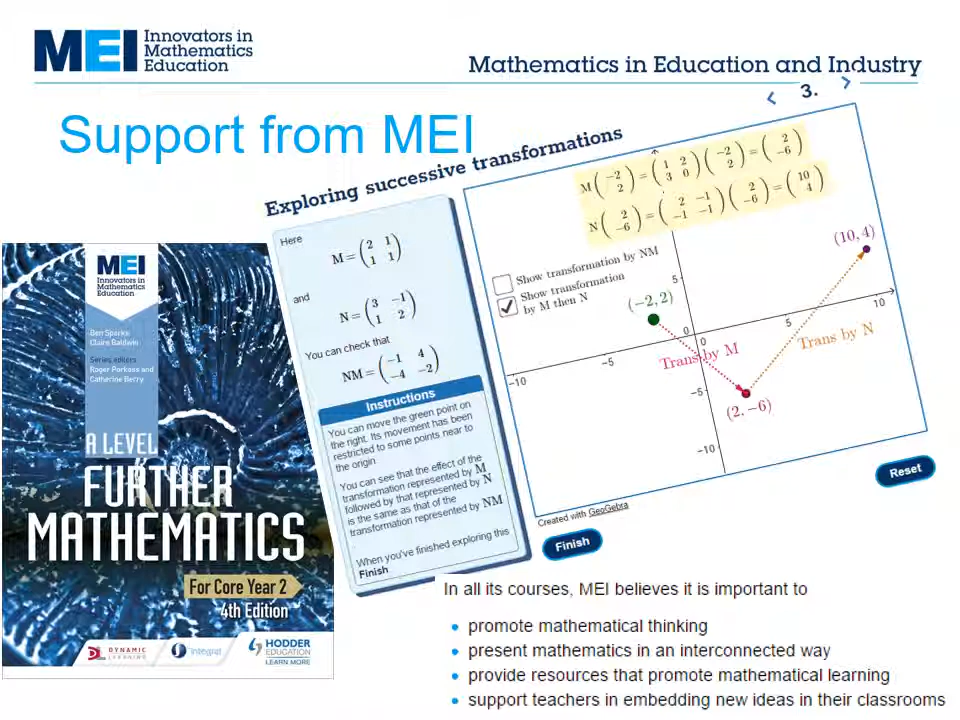 MEI Innovators in
Mathematics
Education
Mathematics in Education and Industry
Support from MEI
< 3. >
Exploring successive transformations
Here
M = (2 1
1 1)
and
N = (3 −1
1 2)
You can check that
NM = (−1 4
−4 −2)
Instructions
You can move the green point on
the right. Its movement has been
restricted to some points near to
the origin
You can see that the effect of the
transformation represented by M
followed by that represented by N
is the same as that of the
transformation represented by NM
When you've finished exploring this
Finish
M(−2
2) = (1 2
3 0)(−2
2) = (2
−6)
N(2
−6) = (2 −1
−1 −1)(2
−6) = (10
4)
Show transformation by NM
Show transformation
by M then N
(−2, 2)
(10, 4)
(2, −6)
Trans by M
Trans by N
−10
−5
0
5
10
5
0
−5
−10
Created with GeoGebra
Finish
Reset
MEI
Innovators in
Mathematics
Education
Ben Sparks
Claire Baldwin
Series editors
Roger Porkess and
Catherine Berry
A LEVEL
FURTHER
MATHEMATICS
For Core Year 2
4th Edition
DYNAMIC
LEARNING
integral
HODDER
EDUCATION
LEARN MORE
In all its courses, MEI believes it is important to
• promote mathematical thinking
• present mathematics in an interconnected way
• provide resources that promote mathematical learning
• support teachers in embedding new ideas in their classrooms